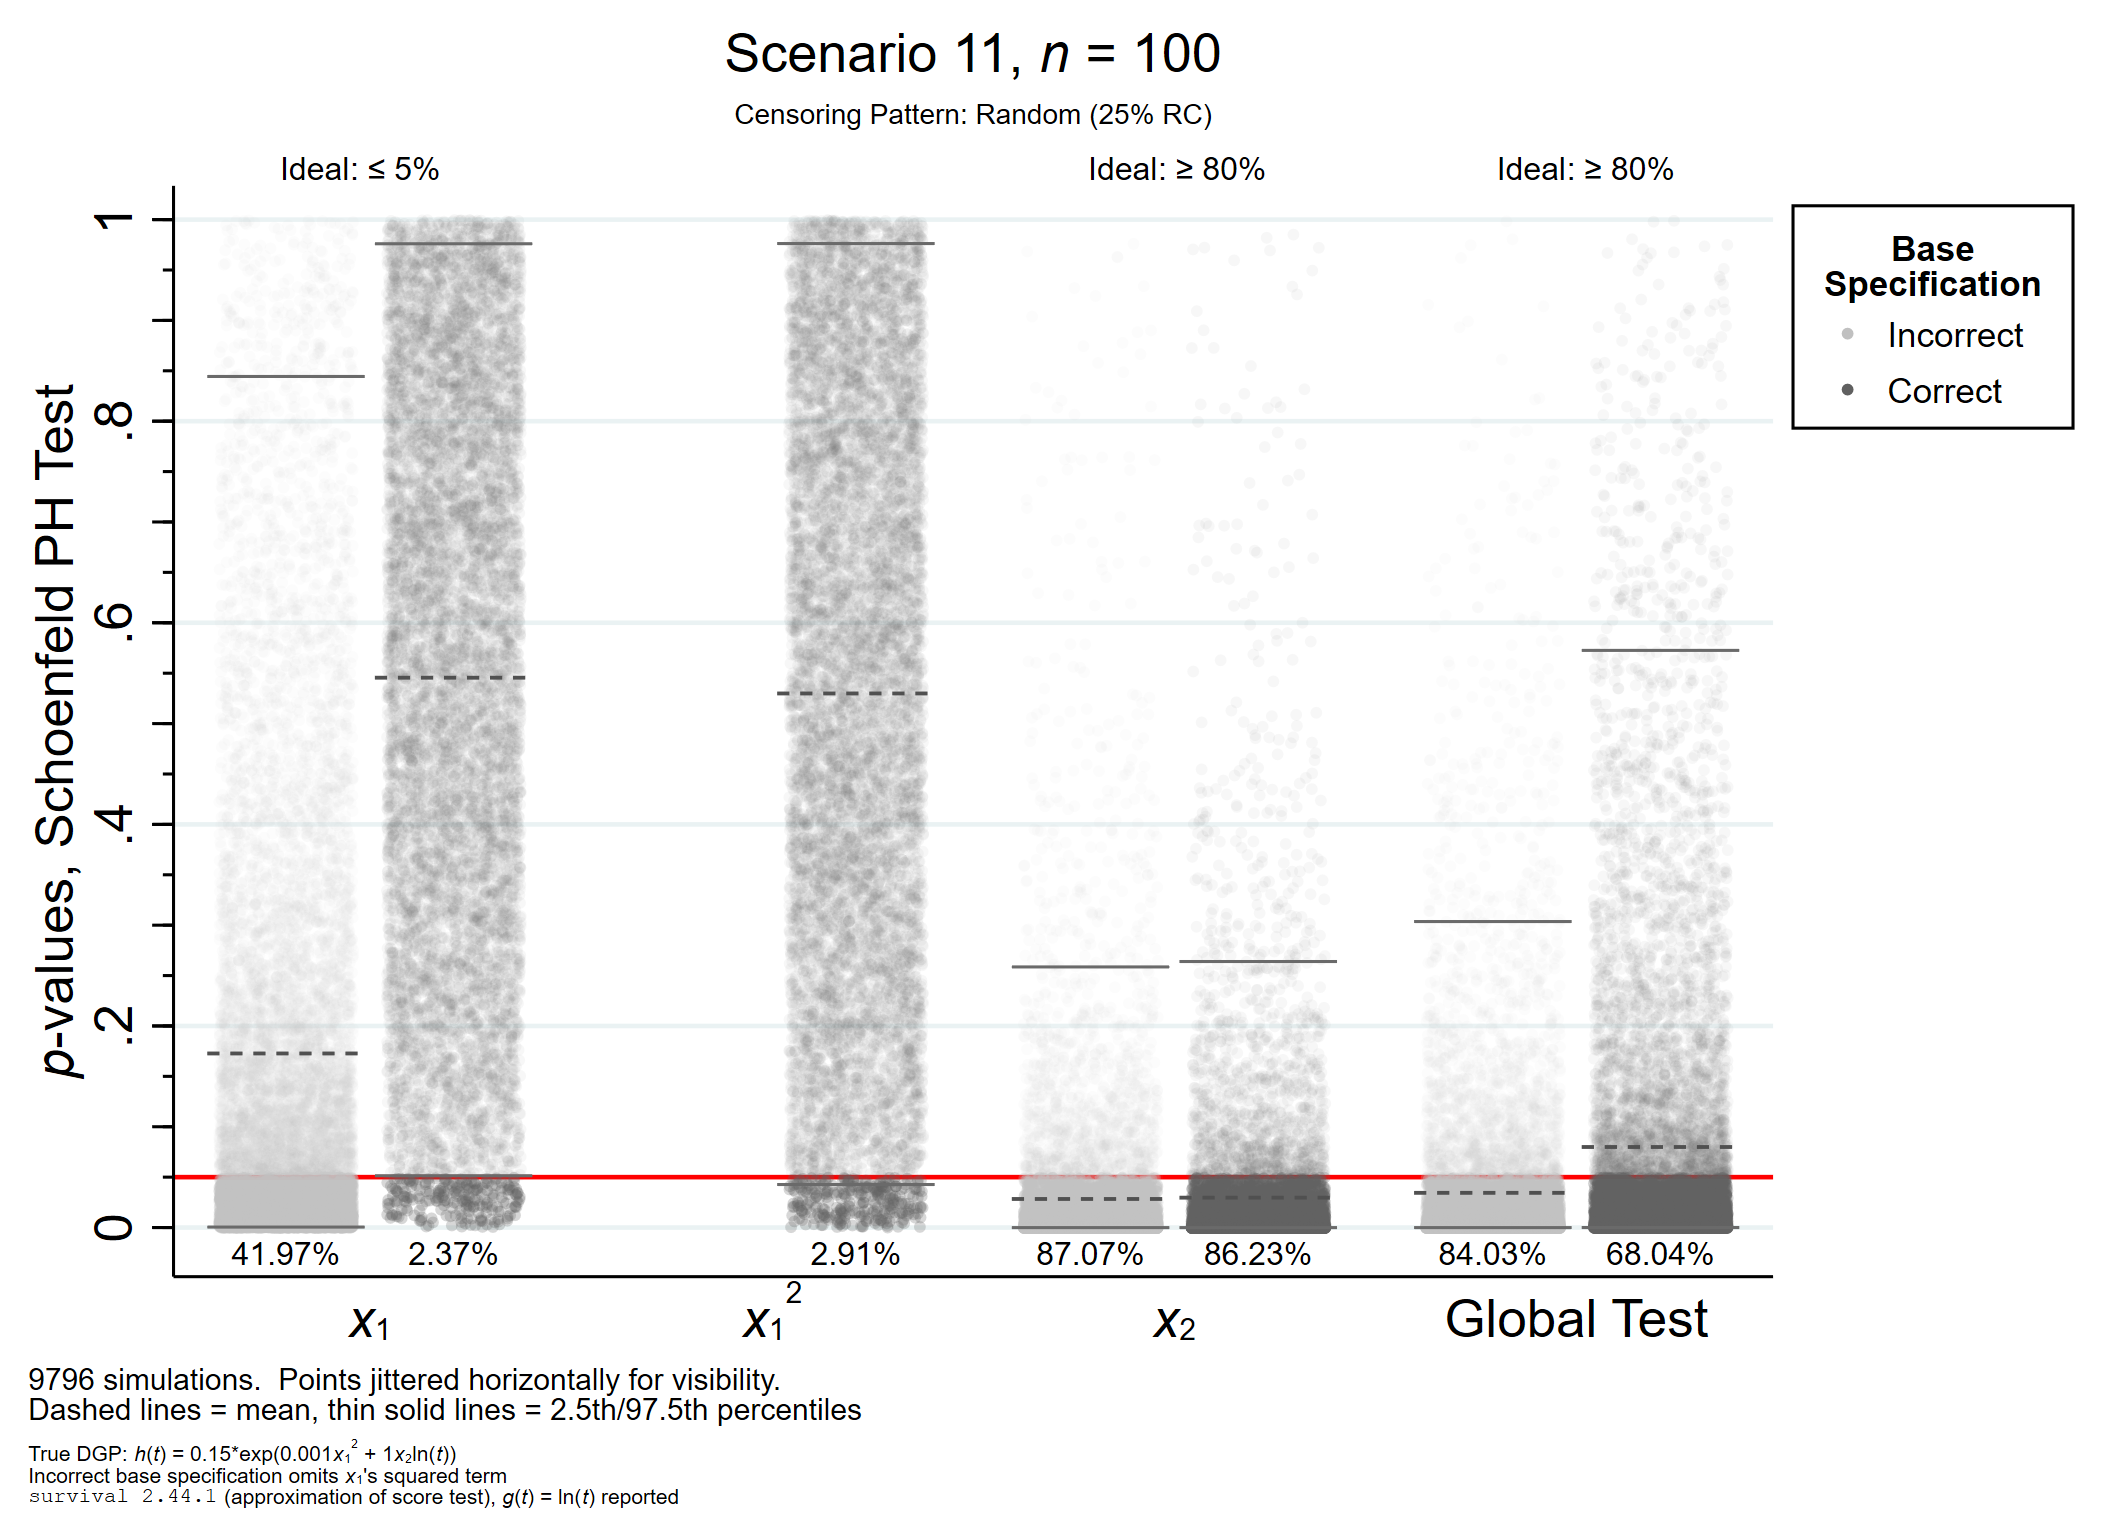 Scenario 11, n = 100
Censoring Pattern: Random (25% RC)
Ideal: ≤ 5%
Ideal: ≥ 80%
Ideal: ≥ 80%
p-values, Schoenfeld PH Test
1
.8
.6
.4
.2
0
Base
Specification
Incorrect
Correct
41.97%
2.37%
2.91%
87.07%
86.23%
84.03%
68.04%
x₁
x₁²
x₂
Global Test
9796 simulations.  Points jittered horizontally for visibility.
Dashed lines = mean, thin solid lines = 2.5th/97.5th percentiles
True DGP: h(t) = 0.15*exp(0.001x₁² + 1x₂ln(t))
Incorrect base specification omits x₁'s squared term
survival 2.44.1 (approximation of score test), g(t) = ln(t) reported